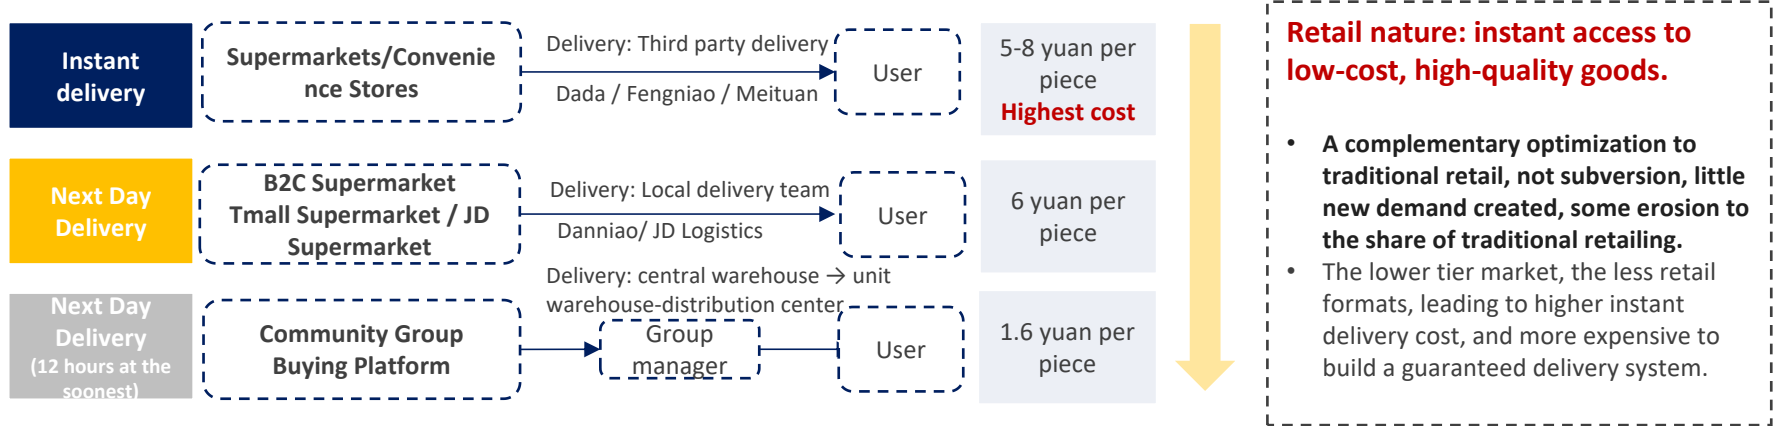 Instant
delivery
Supermarkets/Convenie
nce Stores
Delivery: Third party delivery
Dada / Fengniao / Meituan
User
5-8 yuan per
piece
Highest cost
Next Day
Delivery
B2C Supermarket
Tmall Supermarket / JD
Supermarket
Delivery: Local delivery team
Danniao/ JD Logistics
User
6 yuan per
piece
Next Day
Delivery
(12 hours at the
soonest)
Community Group
Buying Platform
Delivery: central warehouse → unit
warehouse-distribution center
Group
manager
User
1.6 yuan per
piece
Retail nature: instant access to
low-cost, high-quality goods.
• A complementary optimization to
traditional retail, not subversion, little
new demand created, some erosion to
the share of traditional retailing.
• The lower tier market, the less retail
formats, leading to higher instant
delivery cost, and more expensive to
build a guaranteed delivery system.